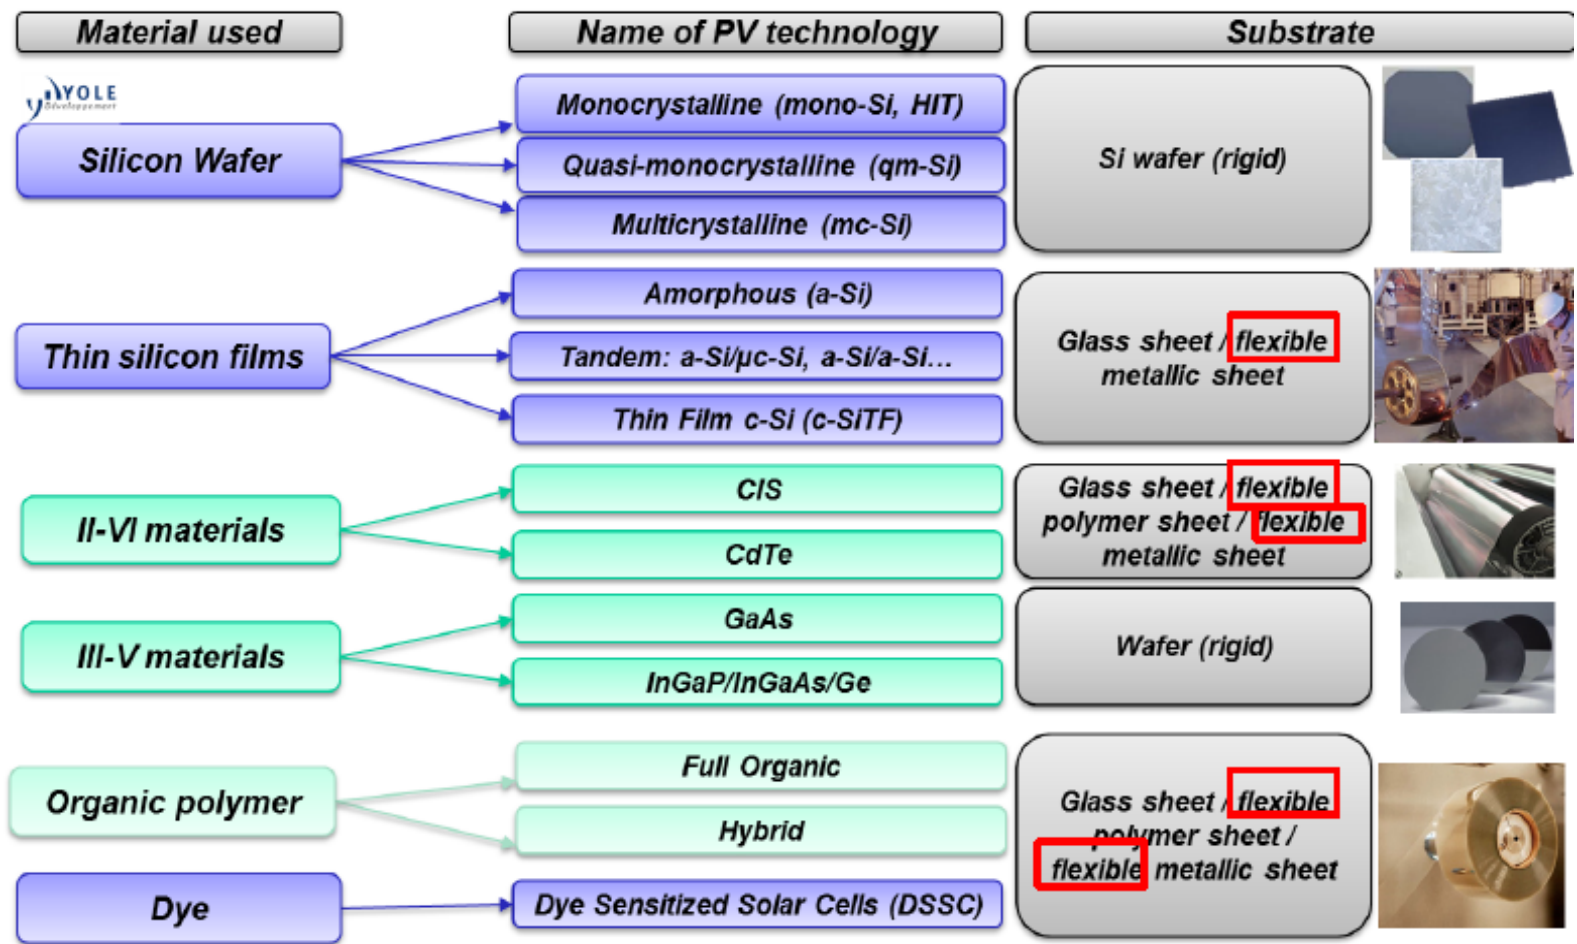 Material used
Name of PV technology
Substrate
YOLE
Développement
Silicon Wafer
Monocrystalline (mono-Si, HIT)
Quasi-monocrystalline (qm-Si)
Multicrystalline (mc-Si)
Si wafer (rigid)
Thin silicon films
Amorphous (a-Si)
Tandem: a-Si/µc-Si, a-Si/a-Si...
Thin Film c-Si (c-SiTF)
Glass sheet / flexible
metallic sheet
II-VI materials
CIS
CdTe
Glass sheet / flexible
polymer sheet / flexible
metallic sheet
III-V materials
GaAs
InGaP/InGaAs/Ge
Wafer (rigid)
Organic polymer
Full Organic
Hybrid
Dye
Dye Sensitized Solar Cells (DSSC)
Glass sheet / flexible
polymer sheet /
flexible metallic sheet